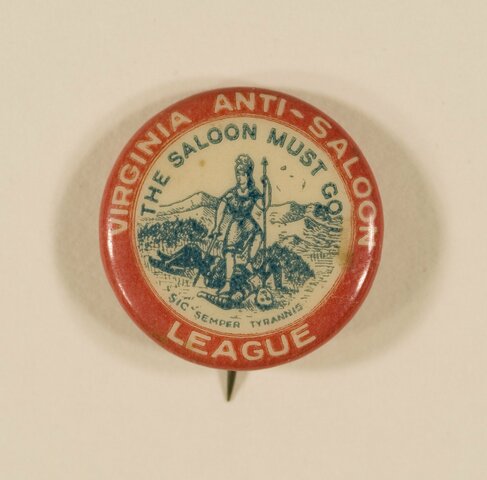 VIRGINIA ANTI-SALOON
LEAGUE
THE SALOON MUST GO!
SIC SEMPER TYRANNIS